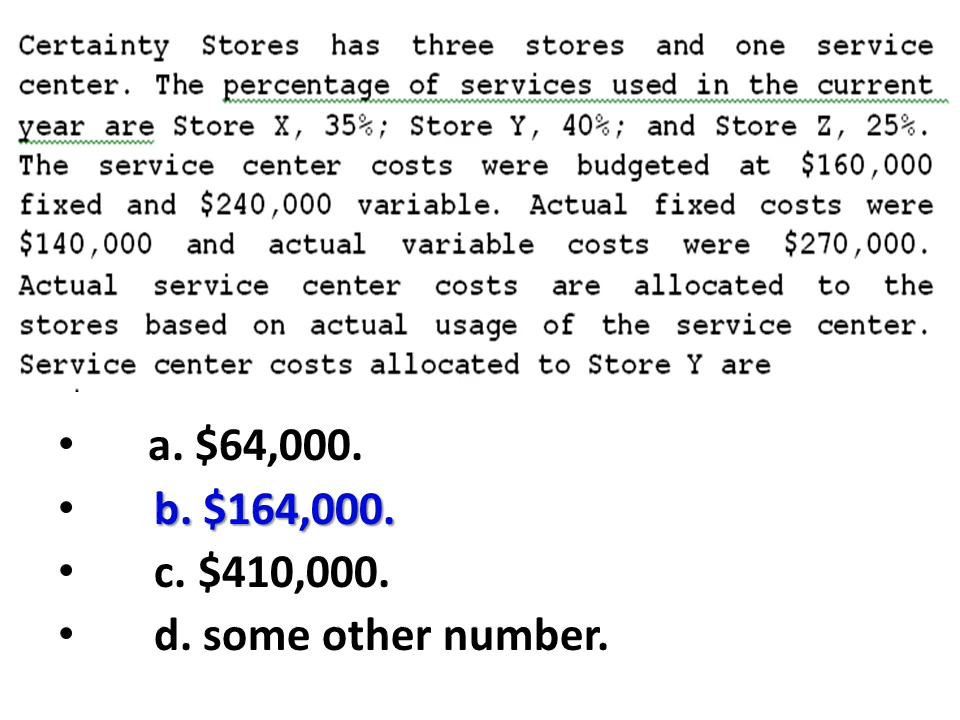 Certainty Stores has three stores and one service
center. The percentage of services used in the current
year are Store X, 35%; Store Y, 40%; and Store Z, 25%.
The service center costs were budgeted at $160,000
fixed and $240,000 variable. Actual fixed costs were
$140,000 and actual variable costs were $270,000.
Actual service center costs are allocated to the
stores based on actual usage of the service center.
Service center costs allocated to Store Y are
• a. $64,000.
• b. $164,000.
• c. $410,000.
• d. some other number.